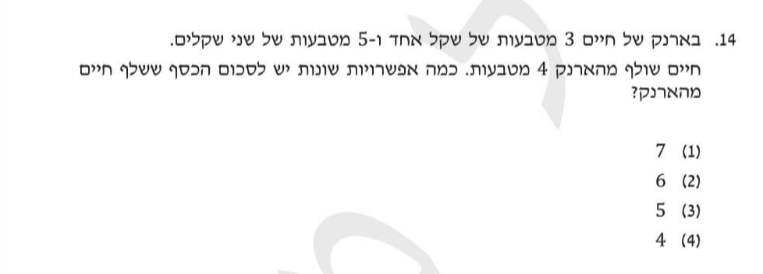 14. בארנק של חיים 3 מטבעות של שקל אחד ו-5 מטבעות של שני שקלים.
חיים שולף מהארנק 4 מטבעות. כמה אפשרויות שונות יש לסכום הכסף ששלף חיים
מהארנק?
(1) 7
(2) 6
(3) 5
(4) 4